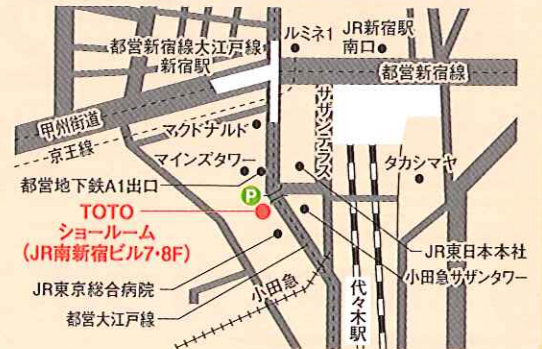 ルミネ1
JR新宿駅
南口
都営新宿線大江戸線
新宿駅
都営新宿線
甲州街道
京王線
マクドナルド
サザンテラス
マインズタワー
タカシマヤ
都営地下鉄A1出口
P
TOTO
ショールーム
(JR南新宿ビル7・8F)
JR東日本本社
小田急サザンタワー
JR東京総合病院
小田急
代々木駅
都営大江戸線
JR